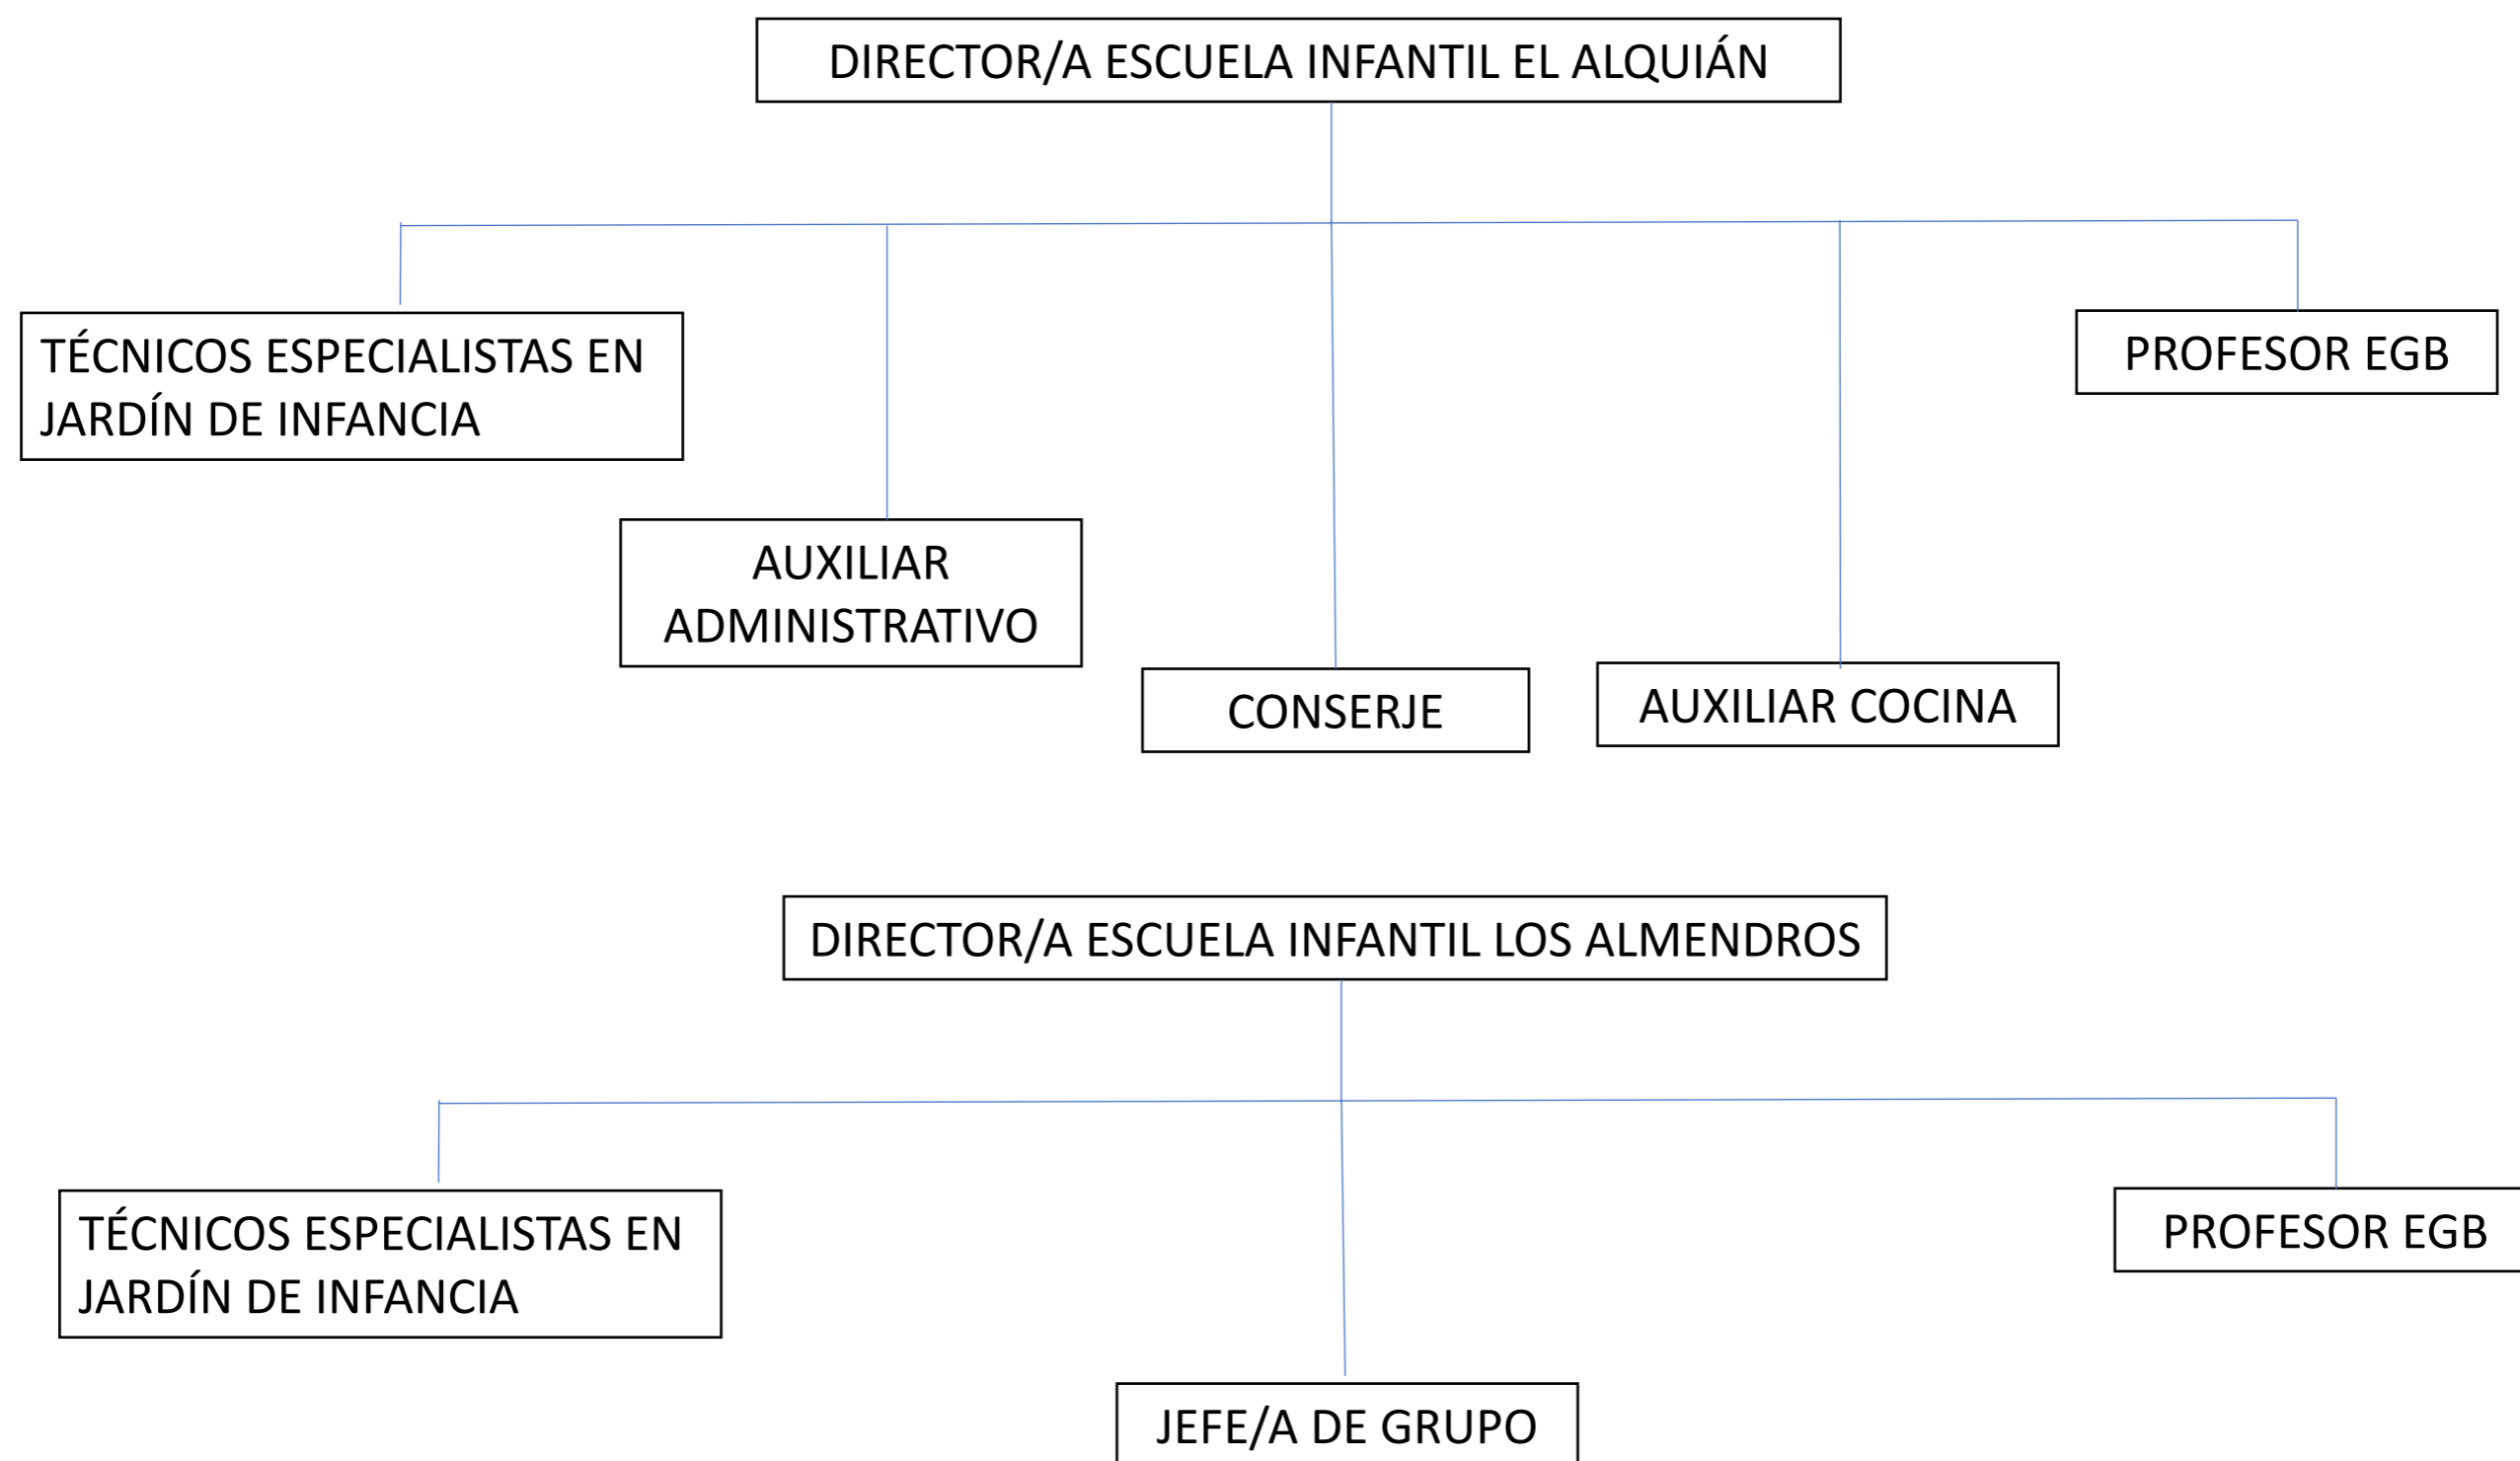 DIRECTOR/A ESCUELA INFANTIL EL ALQUIÁN
TÉCNICOS ESPECIALISTAS EN
JARDÍN DE INFANCIA
PROFESOR EGB
AUXILIAR
ADMINISTRATIVO
CONSERJE
AUXILIAR COCINA
DIRECTOR/A ESCUELA INFANTIL LOS ALMENDROS
TÉCNICOS ESPECIALISTAS EN
JARDÍN DE INFANCIA
PROFESOR EGB
JEFE/A DE GRUPO